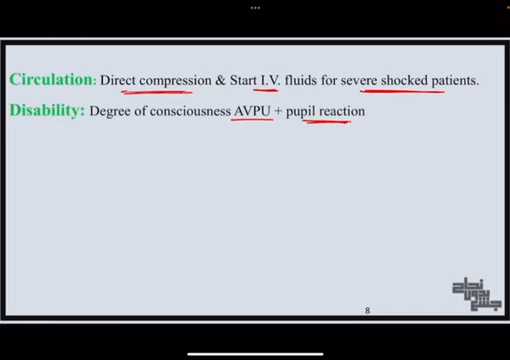 Circulation: Direct compression & Start I.V. fluids for severe shocked patients.
Disability: Degree of consciousness AVPU + pupil reaction
8